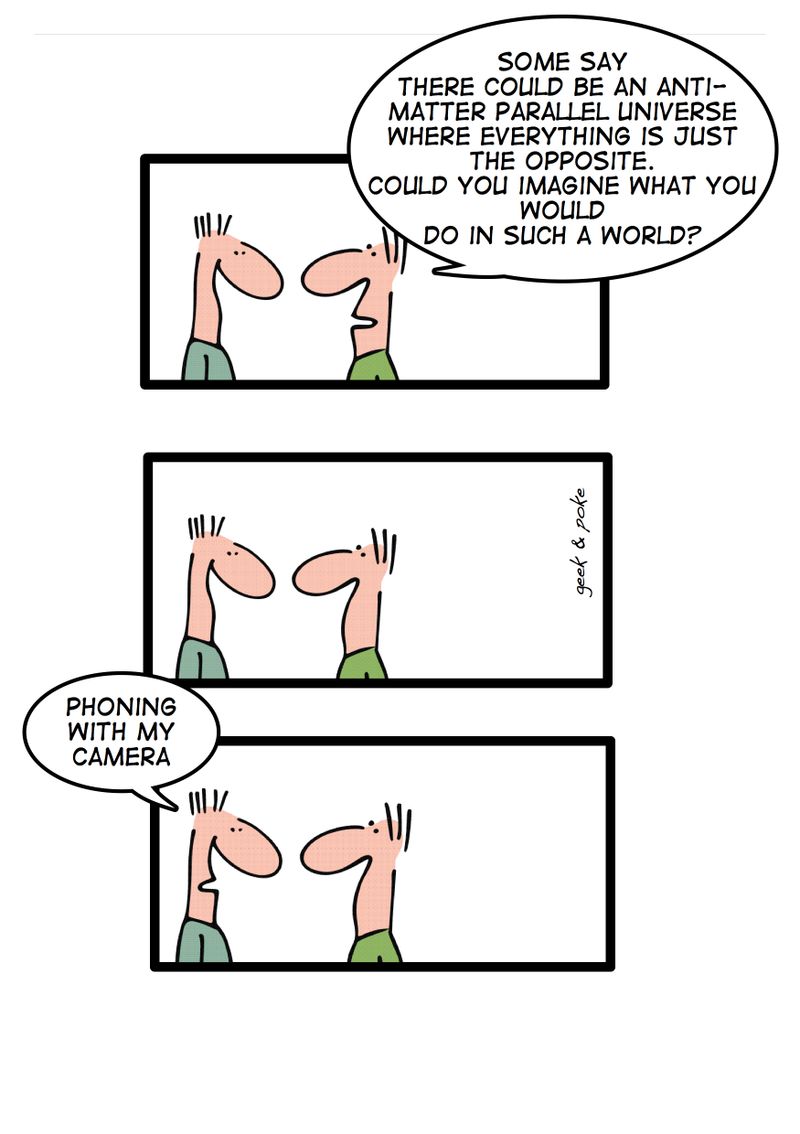 SOME SAY
THERE COULD BE AN ANTI-
MATTER PARALLEL UNIVERSE
WHERE EVERYTHING IS JUST
THE OPPOSITE.
COULD YOU IMAGINE WHAT YOU
WOULD
DO IN SUCH A WORLD?
geek & poke
PHONING
WITH MY
CAMERA